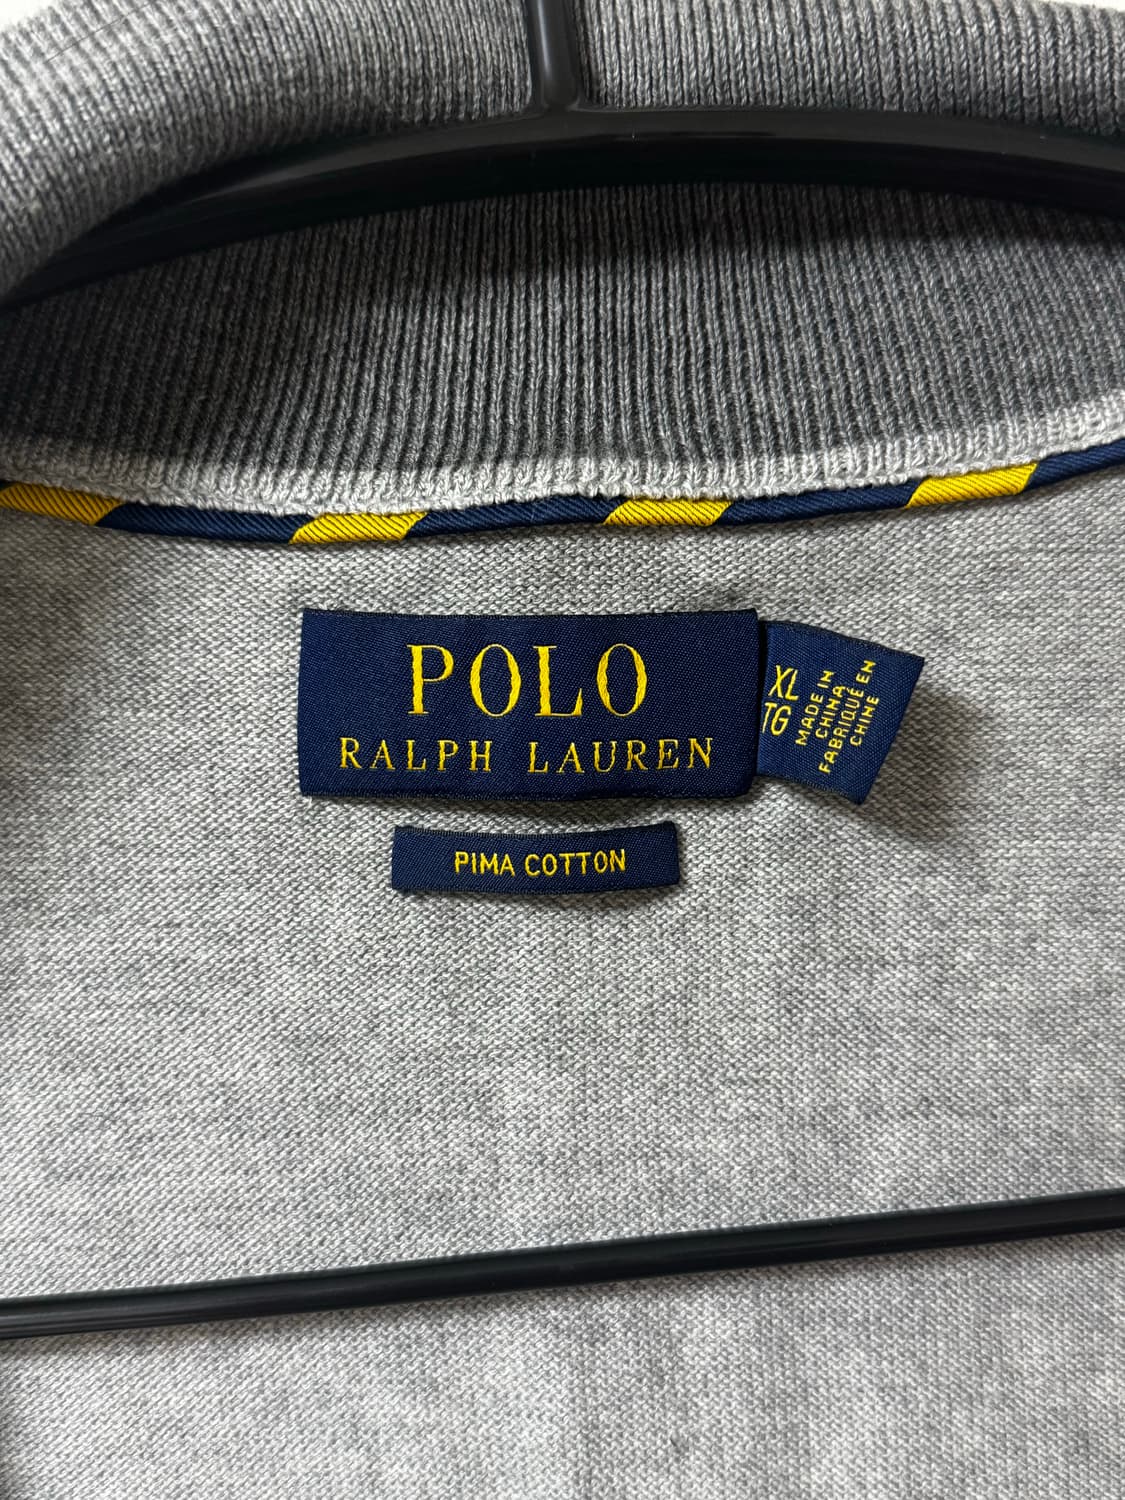 POLO
RALPH LAUREN
XL
TG
MADE IN
CHINA
FABRIQUÉ EN
CHINE
PIMA COTTON